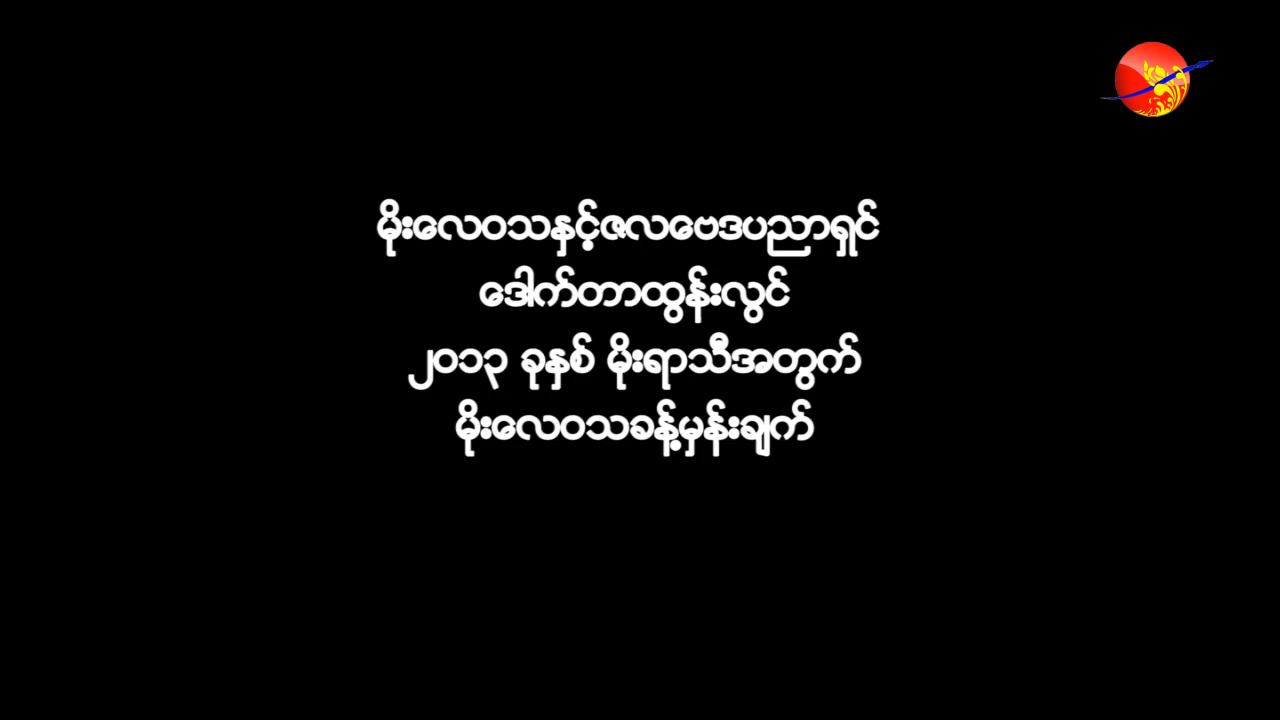 မိုးလေဝသနှင့်ဇလဗေဒပညာရှင်
ဒေါက်တာထွန်းလွင်
၂၀၁၃ ခုနှစ် မိုးရာသီအတွက်
မိုးလေဝသခန့်မှန်းချက်